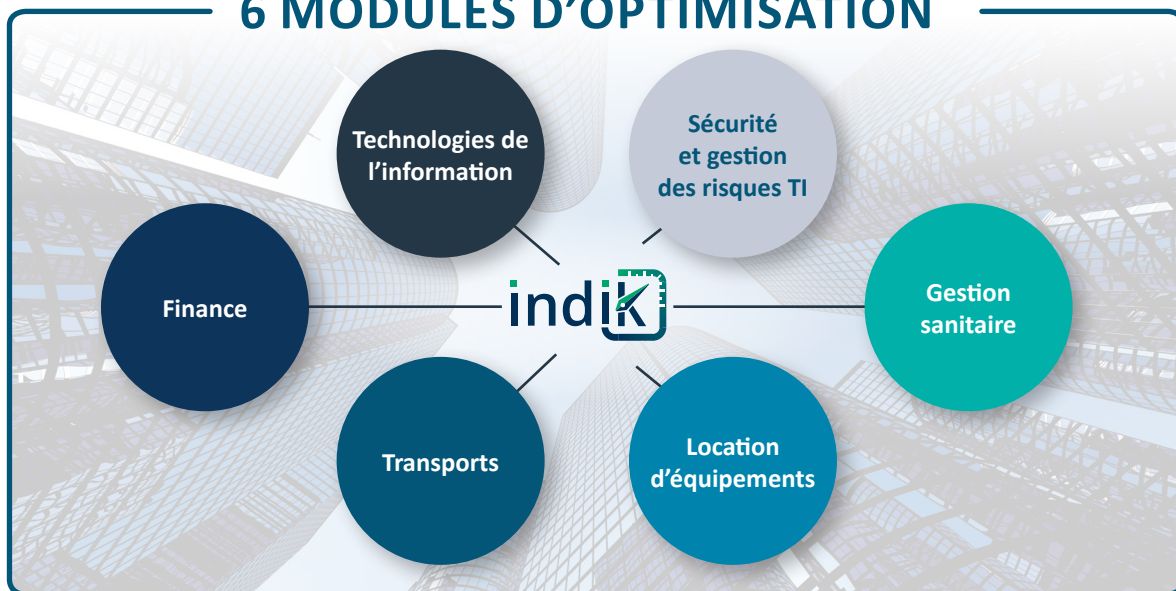 6 MODULES D'OPTIMISATION
Technologies de
l'information
Sécurité
et gestion
des risques TI
Finance
indik
Gestion
sanitaire
Transports
Location
d'équipements